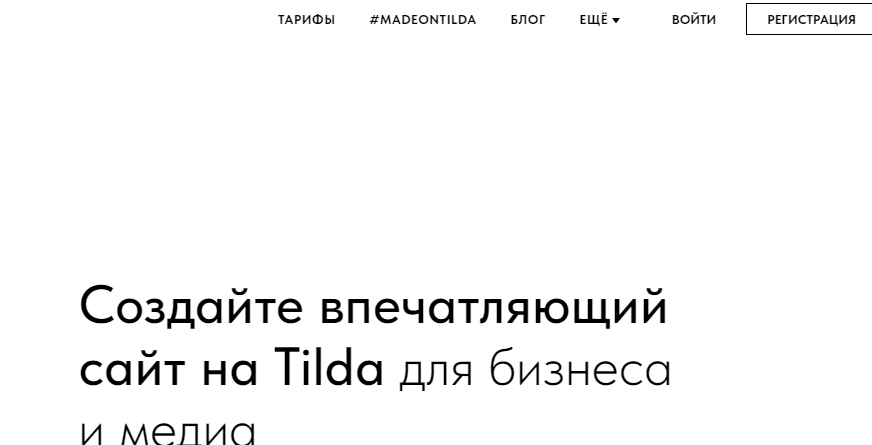 ТАРИФЫ #MADEONTILDA БЛОГ ЕЩЁ ВОЙТИ РЕГИСТРАЦИЯ
Создайте впечатляющий
сайт на Tilda для бизнеса
и медиа